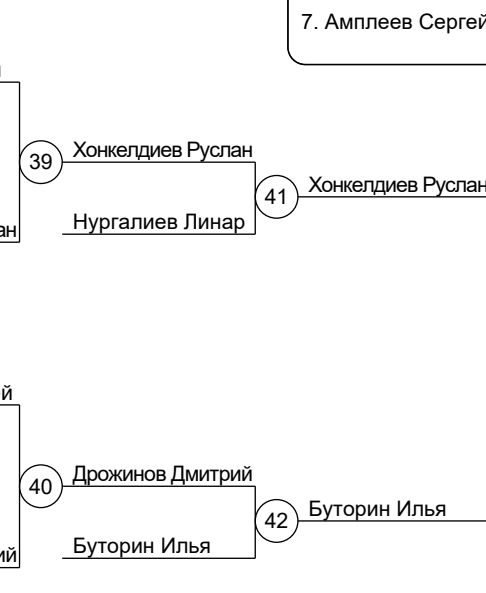 7. Амплеев Сергей
39
Хонкелдиев Руслан
41
Хонкелдиев Руслан
Нургалиев Линар
40
Дрожинов Дмитрий
42
Буторин Илья
Буторин Илья